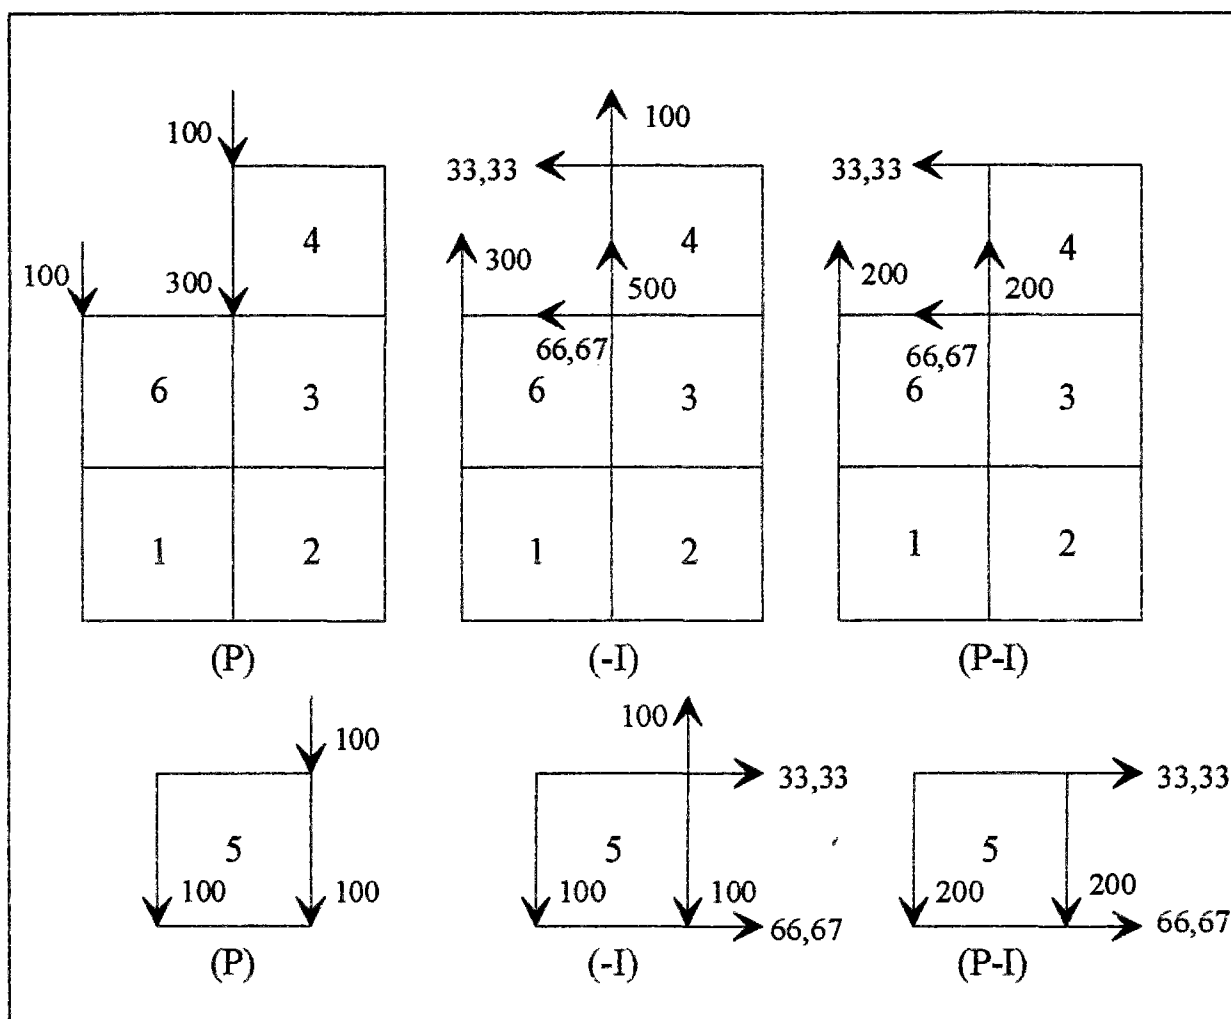 100 100 33,33 33,33
4 4 4
100 300 300 500 200 200
66,67 66,67
6 3 6 3 6 3
1 2 1 2 1 2
(P) (-I) (P-I)
100 100
33,33 33,33
5 5 5
100 100 100 100 200 200
66,67 66,67
(P) (-I) (P-I)